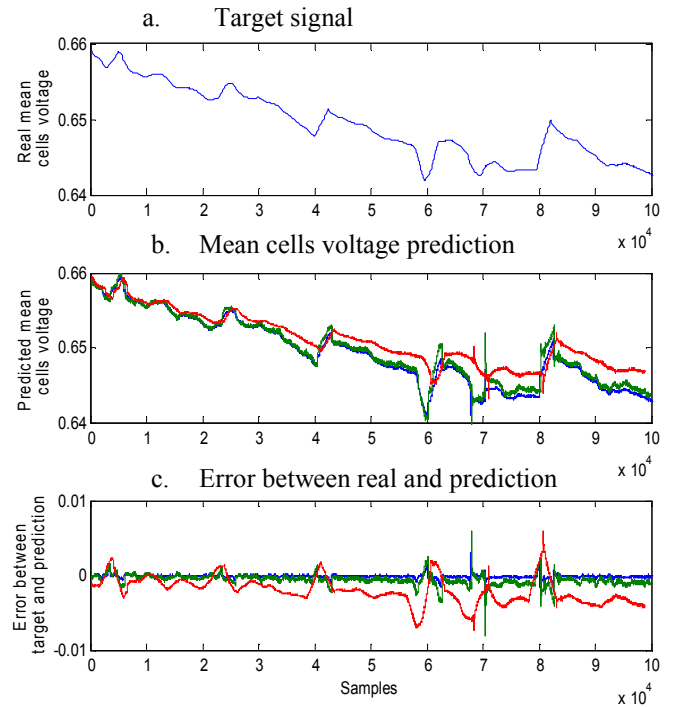 a. Target signal
0.66
0.65
0.64
Real mean
cells voltage
0 1 2 3 4 5 6 7 8 9 10
x 10^4
b. Mean cells voltage prediction
0.66
0.65
0.64
Predicted mean
cells voltage
0 1 2 3 4 5 6 7 8 9 10
x 10^4
c. Error between real and prediction
0.01
0
-0.01
Error between
target and prediction
0 1 2 3 4 5 6 7 8 9 10
Samples
x 10^4